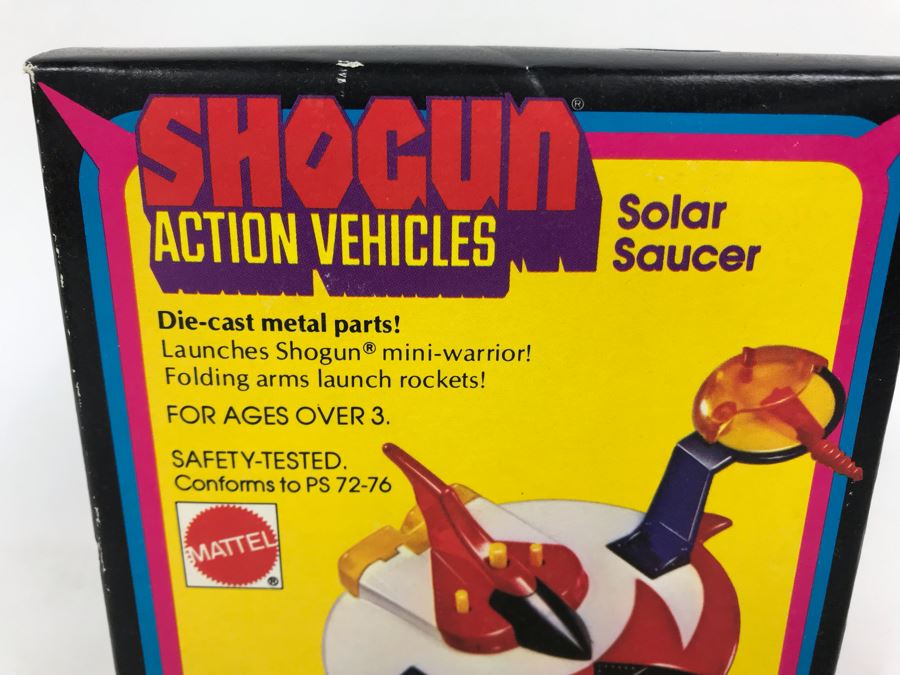 SHOGUN®
ACTION VEHICLES
Solar
Saucer
Die-cast metal parts!
Launches Shogun® mini-warrior!
Folding arms launch rockets!
FOR AGES OVER 3.
SAFETY-TESTED.
Conforms to PS 72-76
MATTEL®